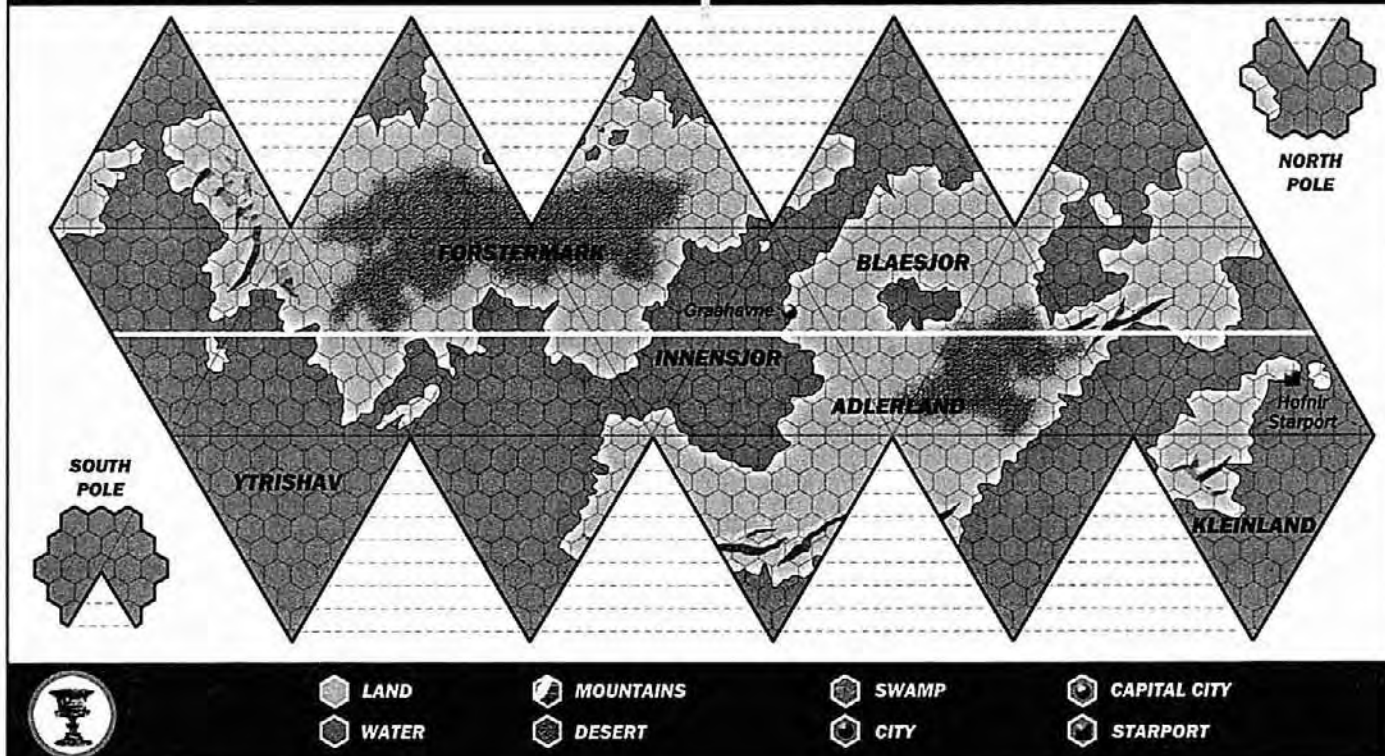 NORTH
POLE
FORSTERMARK
BLAESJOR
Graahavne
INNENSJOR
ADLERLAND
Hofnir
Starport
SOUTH
POLE
YTRISHAV
KLEINLAND
LAND
MOUNTAINS
SWAMP
CAPITAL CITY
WATER
DESERT
CITY
STARPORT